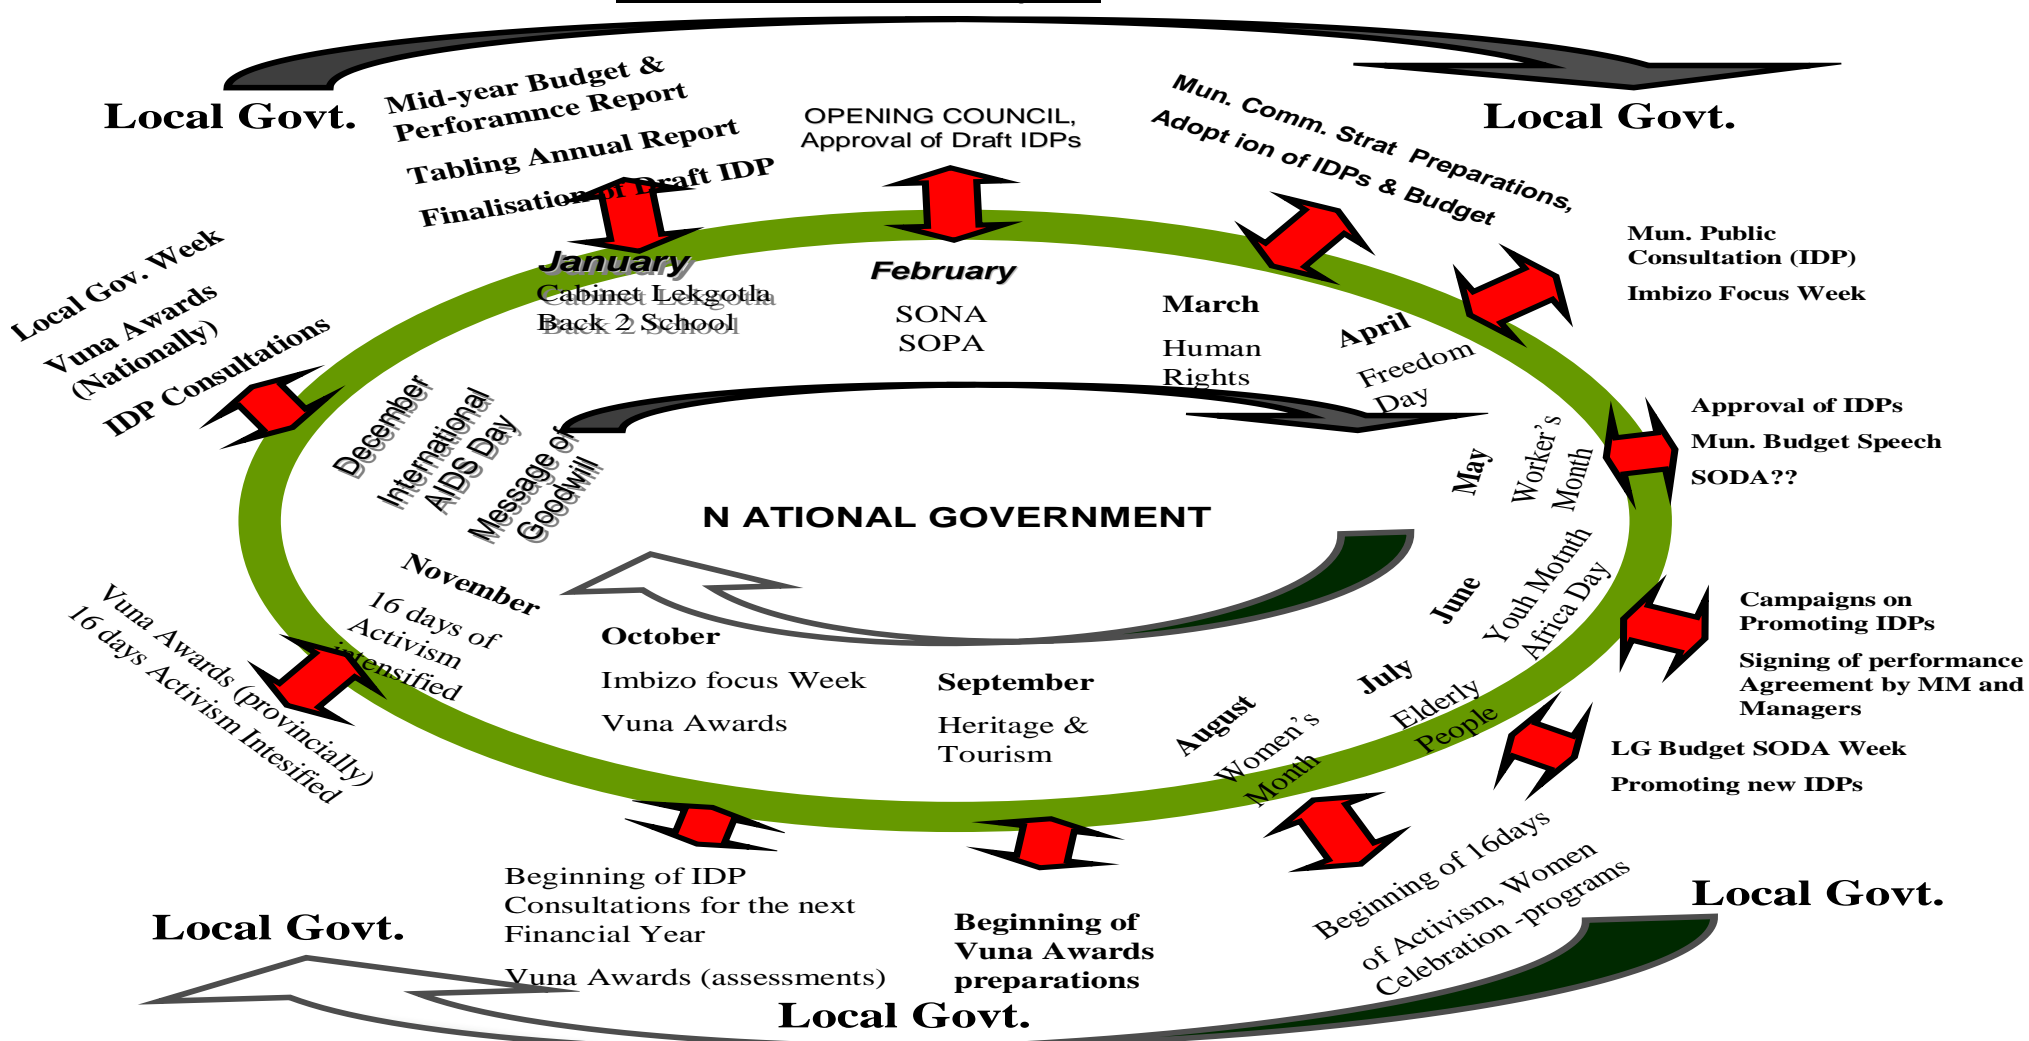 Local Govt.
Mid-year Budget &
Perforamnce Report
Tabling Annual Report
Finalisation of Draft IDP
OPENING COUNCIL,
Approval of Draft IDPs
Mun. Comm. Strat  Preparations,
Adopt ion of IDPs & Budget
Local Govt.
Mun. Public
Consultation (IDP)
Imbizo Focus Week
Local Gov. Week
Vuna Awards
(Nationally)
IDP Consultations
January
Cabinet Lekgotla
Back 2 School
February
SONA
SOPA
March
Human
Rights
April
Freedom
Day
Approval of IDPs
Mun. Budget Speech
SODA??
May
Worker's
Month
December
International
AIDS Day
Message of
Goodwill
N ATIONAL GOVERNMENT
June
Youh Motnth
Africa Day
Campaigns on
Promoting IDPs
Signing of performance
Agreement by MM and
Managers
November
16 days of
Activism
intensified
Vuna Awards (provincially)
16 days Activism Intesified
October
Imbizo focus Week
Vuna Awards
September
Heritage &
Tourism
August
Women's
Month
July
Elderly
People
LG Budget SODA Week
Promoting new IDPs
Beginning of IDP
Consultations for the next
Financial Year
Vuna Awards (assessments)
Beginning of
Vuna Awards
preparations
Beginning of 16days
of Activism, Women
Celebration -programs
Local Govt.
Local Govt.
Local Govt.